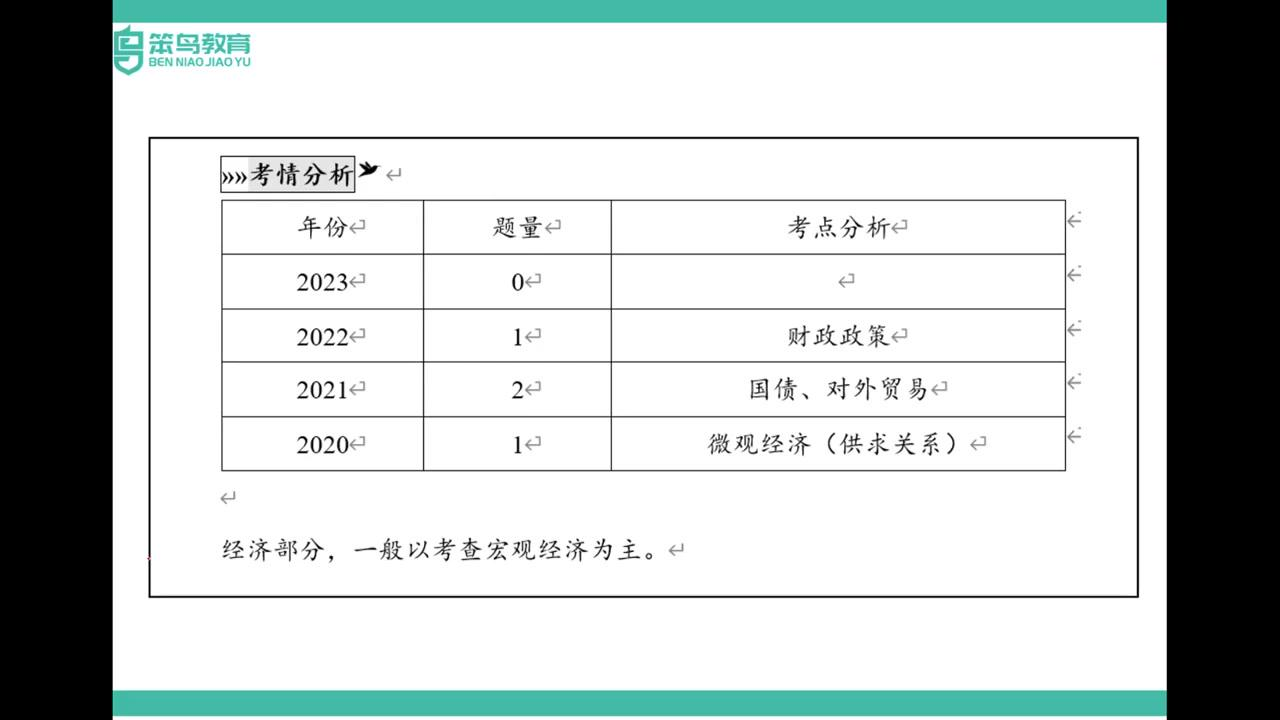 笨鸟教育
BEN NIAO JIAO YU
»»考情分析
年份 题量 考点分析
2023 0
2022 1 财政政策
2021 2 国债、对外贸易
2020 1 微观经济（供求关系）
经济部分，一般以考查宏观经济为主。